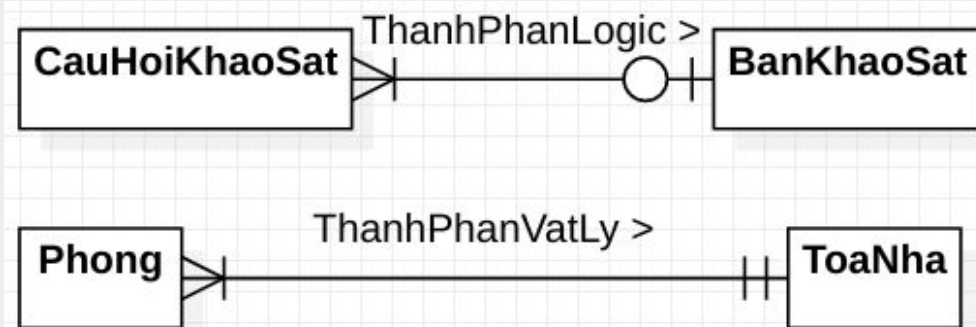 ThanhPhanLogic >
CauHoiKhaoSat
BanKhaoSat
ThanhPhanVatLy >
Phong
ToaNha